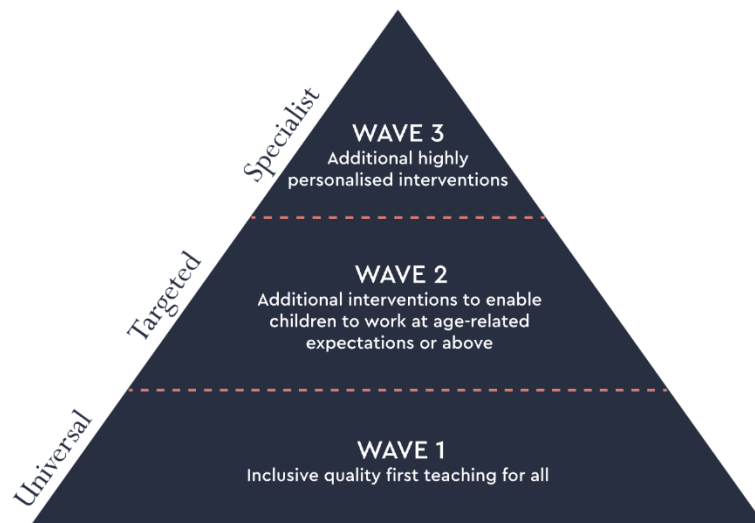 Specialist
WAVE 3
Additional highly
personalised interventions
Targeted
WAVE 2
Additional interventions to enable
children to work at age-related
expectations or above
Universal
WAVE 1
Inclusive quality first teaching for all